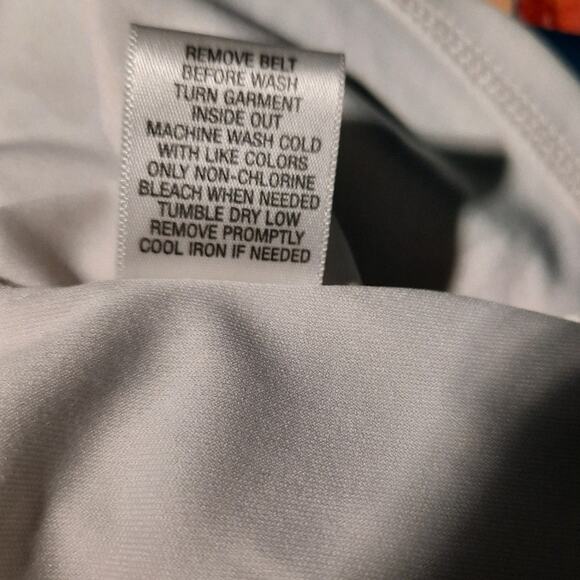 REMOVE BELT
BEFORE WASH
TURN GARMENT
INSIDE OUT
MACHINE WASH COLD
WITH LIKE COLORS
ONLY NON-CHLORINE
BLEACH WHEN NEEDED
TUMBLE DRY LOW
REMOVE PROMPTLY
COOL IRON IF NEEDED